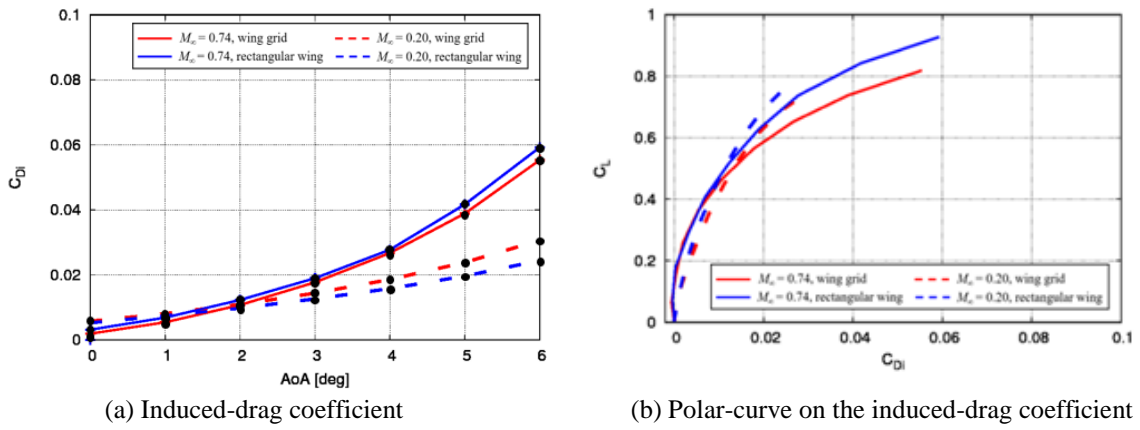 0.1
0.08
0.06
0.04
0.02
0
C_Di
M∞ = 0.74, wing grid
M∞ = 0.20, wing grid
M∞ = 0.74, rectangular wing
M∞ = 0.20, rectangular wing
0 1 2 3 4 5 6
AoA [deg]
(a) Induced-drag coefficient
1
0.8
0.6
0.4
0.2
0
C_L
M∞ = 0.74, wing grid
M∞ = 0.20, wing grid
M∞ = 0.74, rectangular wing
M∞ = 0.20, rectangular wing
0 0.02 0.04 0.06 0.08 0.1
C_Di
(b) Polar-curve on the induced-drag coefficient